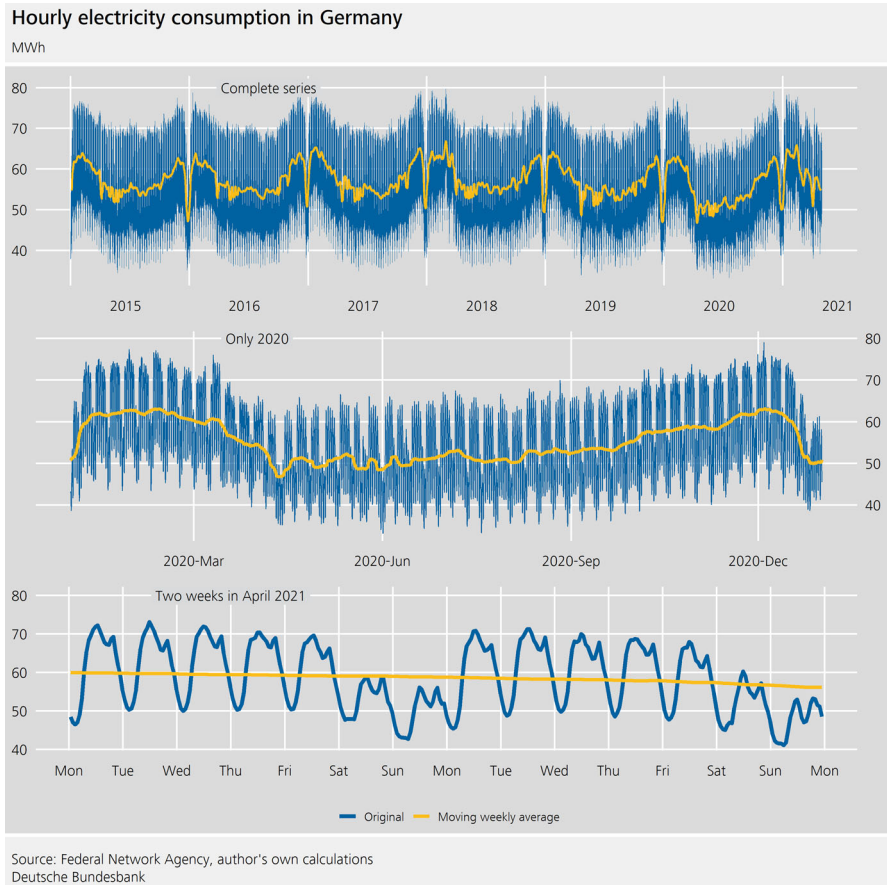 Hourly electricity consumption in Germany
MWh
Complete series
80
70
60
50
40
2015 2016 2017 2018 2019 2020 2021
Only 2020
80
70
60
50
40
2020-Mar 2020-Jun 2020-Sep 2020-Dec
Two weeks in April 2021
80
70
60
50
40
Mon Tue Wed Thu Fri Sat Sun Mon Tue Wed Thu Fri Sat Sun Mon
Original Moving weekly average
Source: Federal Network Agency, author's own calculations
Deutsche Bundesbank